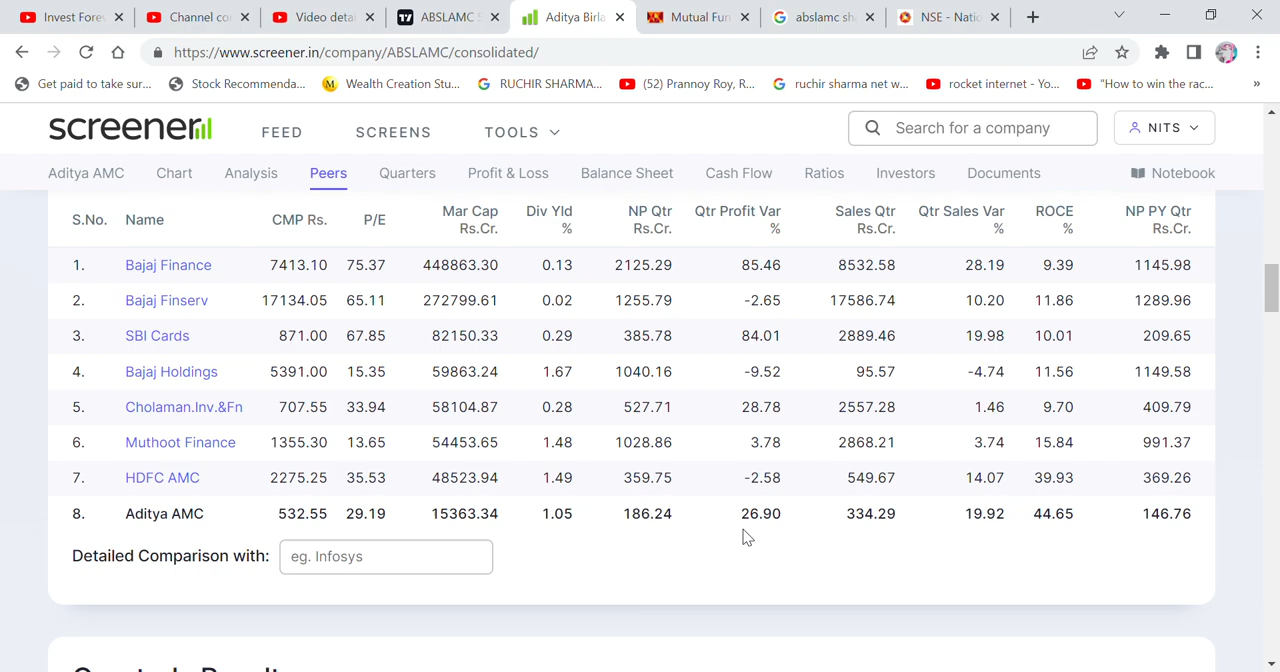 Invest Fore
Channel co
Video detai
ABSLAMC S
Aditya Birla
Mutual Fun
abslamc sh
NSE - Natio
https://www.screener.in/company/ABSLAMC/consolidated/
Get paid to take sur...
Stock Recommenda...
Wealth Creation Stu...
RUCHIR SHARMA...
(52) Prannoy Roy, R...
ruchir sharma net w...
rocket internet - Yo...
"How to win the rac...
»
screener
FEED
SCREENS
TOOLS
Search for a company
NITS
Aditya AMC Chart Analysis Peers Quarters Profit & Loss Balance Sheet Cash Flow Ratios Investors Documents Notebook
S.No. Name CMP Rs. P/E Mar Cap Rs.Cr. Div Yld % NP Qtr Rs.Cr. Qtr Profit Var % Sales Qtr Rs.Cr. Qtr Sales Var % ROCE % NP PY Qtr Rs.Cr.
1. Bajaj Finance 7413.10 75.37 448863.30 0.13 2125.29 85.46 8532.58 28.19 9.39 1145.98
2. Bajaj Finserv 17134.05 65.11 272799.61 0.02 1255.79 -2.65 17586.74 10.20 11.86 1289.96
3. SBI Cards 871.00 67.85 82150.33 0.29 385.78 84.01 2889.46 19.98 10.01 209.65
4. Bajaj Holdings 5391.00 15.35 59863.24 1.67 1040.16 -9.52 95.57 -4.74 11.56 1149.58
5. Cholaman.Inv.&Fn 707.55 33.94 58104.87 0.28 527.71 28.78 2557.28 1.46 9.70 409.79
6. Muthoot Finance 1355.30 13.65 54453.65 1.48 1028.86 3.78 2868.21 3.74 15.84 991.37
7. HDFC AMC 2275.25 35.53 48523.94 1.49 359.75 -2.58 549.67 14.07 39.93 369.26
8. Aditya AMC 532.55 29.19 15363.34 1.05 186.24 26.90 334.29 19.92 44.65 146.76
Detailed Comparison with: eg. Infosys